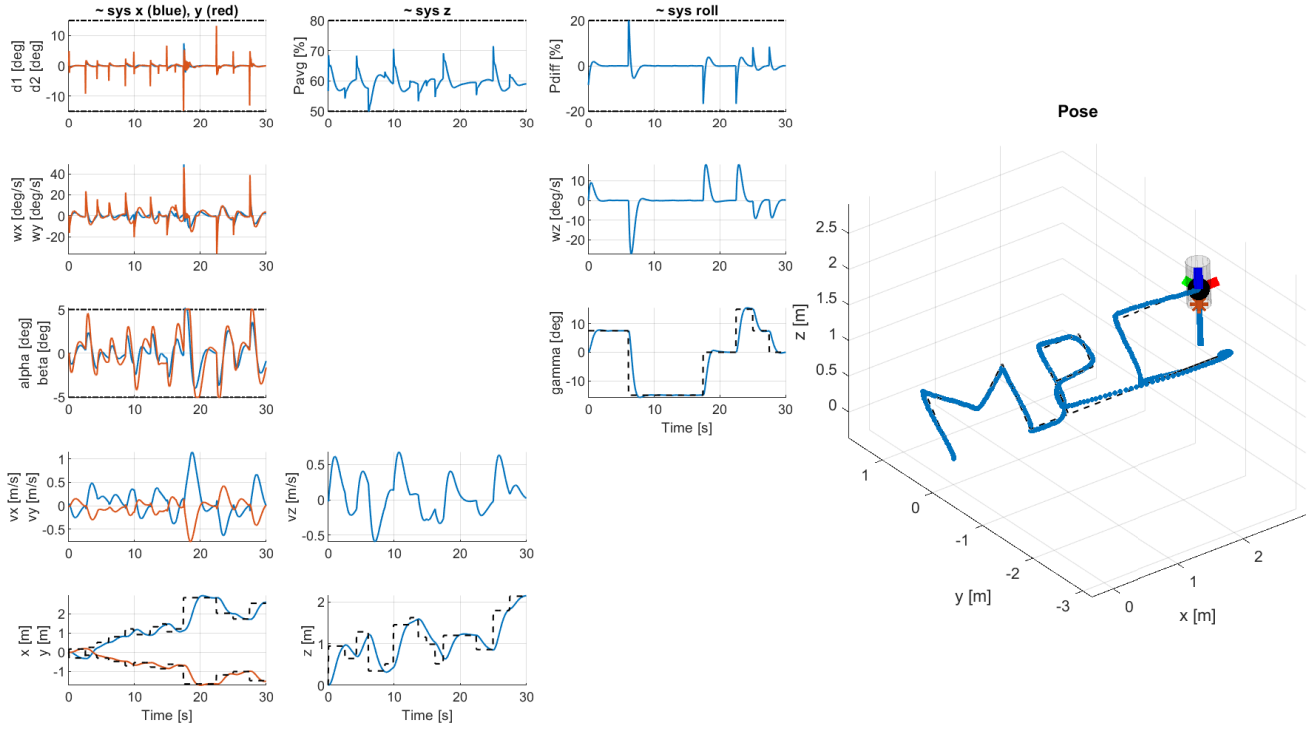 ~ sys x (blue), y (red)
~ sys z
~ sys roll
d1 [deg]
d2 [deg]
0
-10
0 10 20 30
Pavg [%]
80
70
60
50
0 10 20 30
Pdiff [%]
20
0
-20
0 10 20 30
wx [deg/s]
wy [deg/s]
40
20
0
-20
0 10 20 30
wz [deg/s]
10
0
-10
-20
0 10 20 30
alpha [deg]
beta [deg]
5
0
-5
0 10 20 30
gamma [deg]
10
0
-10
0 10 20 30
Time [s]
vx [m/s]
vy [m/s]
1
0.5
0
-0.5
0 10 20 30
vz [m/s]
0.5
0
-0.5
0 10 20 30
x [m]
y [m]
2
1
0
-1
0 10 20 30
Time [s]
z [m]
2
1
0
0 10 20 30
Time [s]
Pose
z [m]
2.5
2
1.5
1
0.5
0
1
0
-1
-2
-3
y [m]
0
1
2
x [m]
MPC